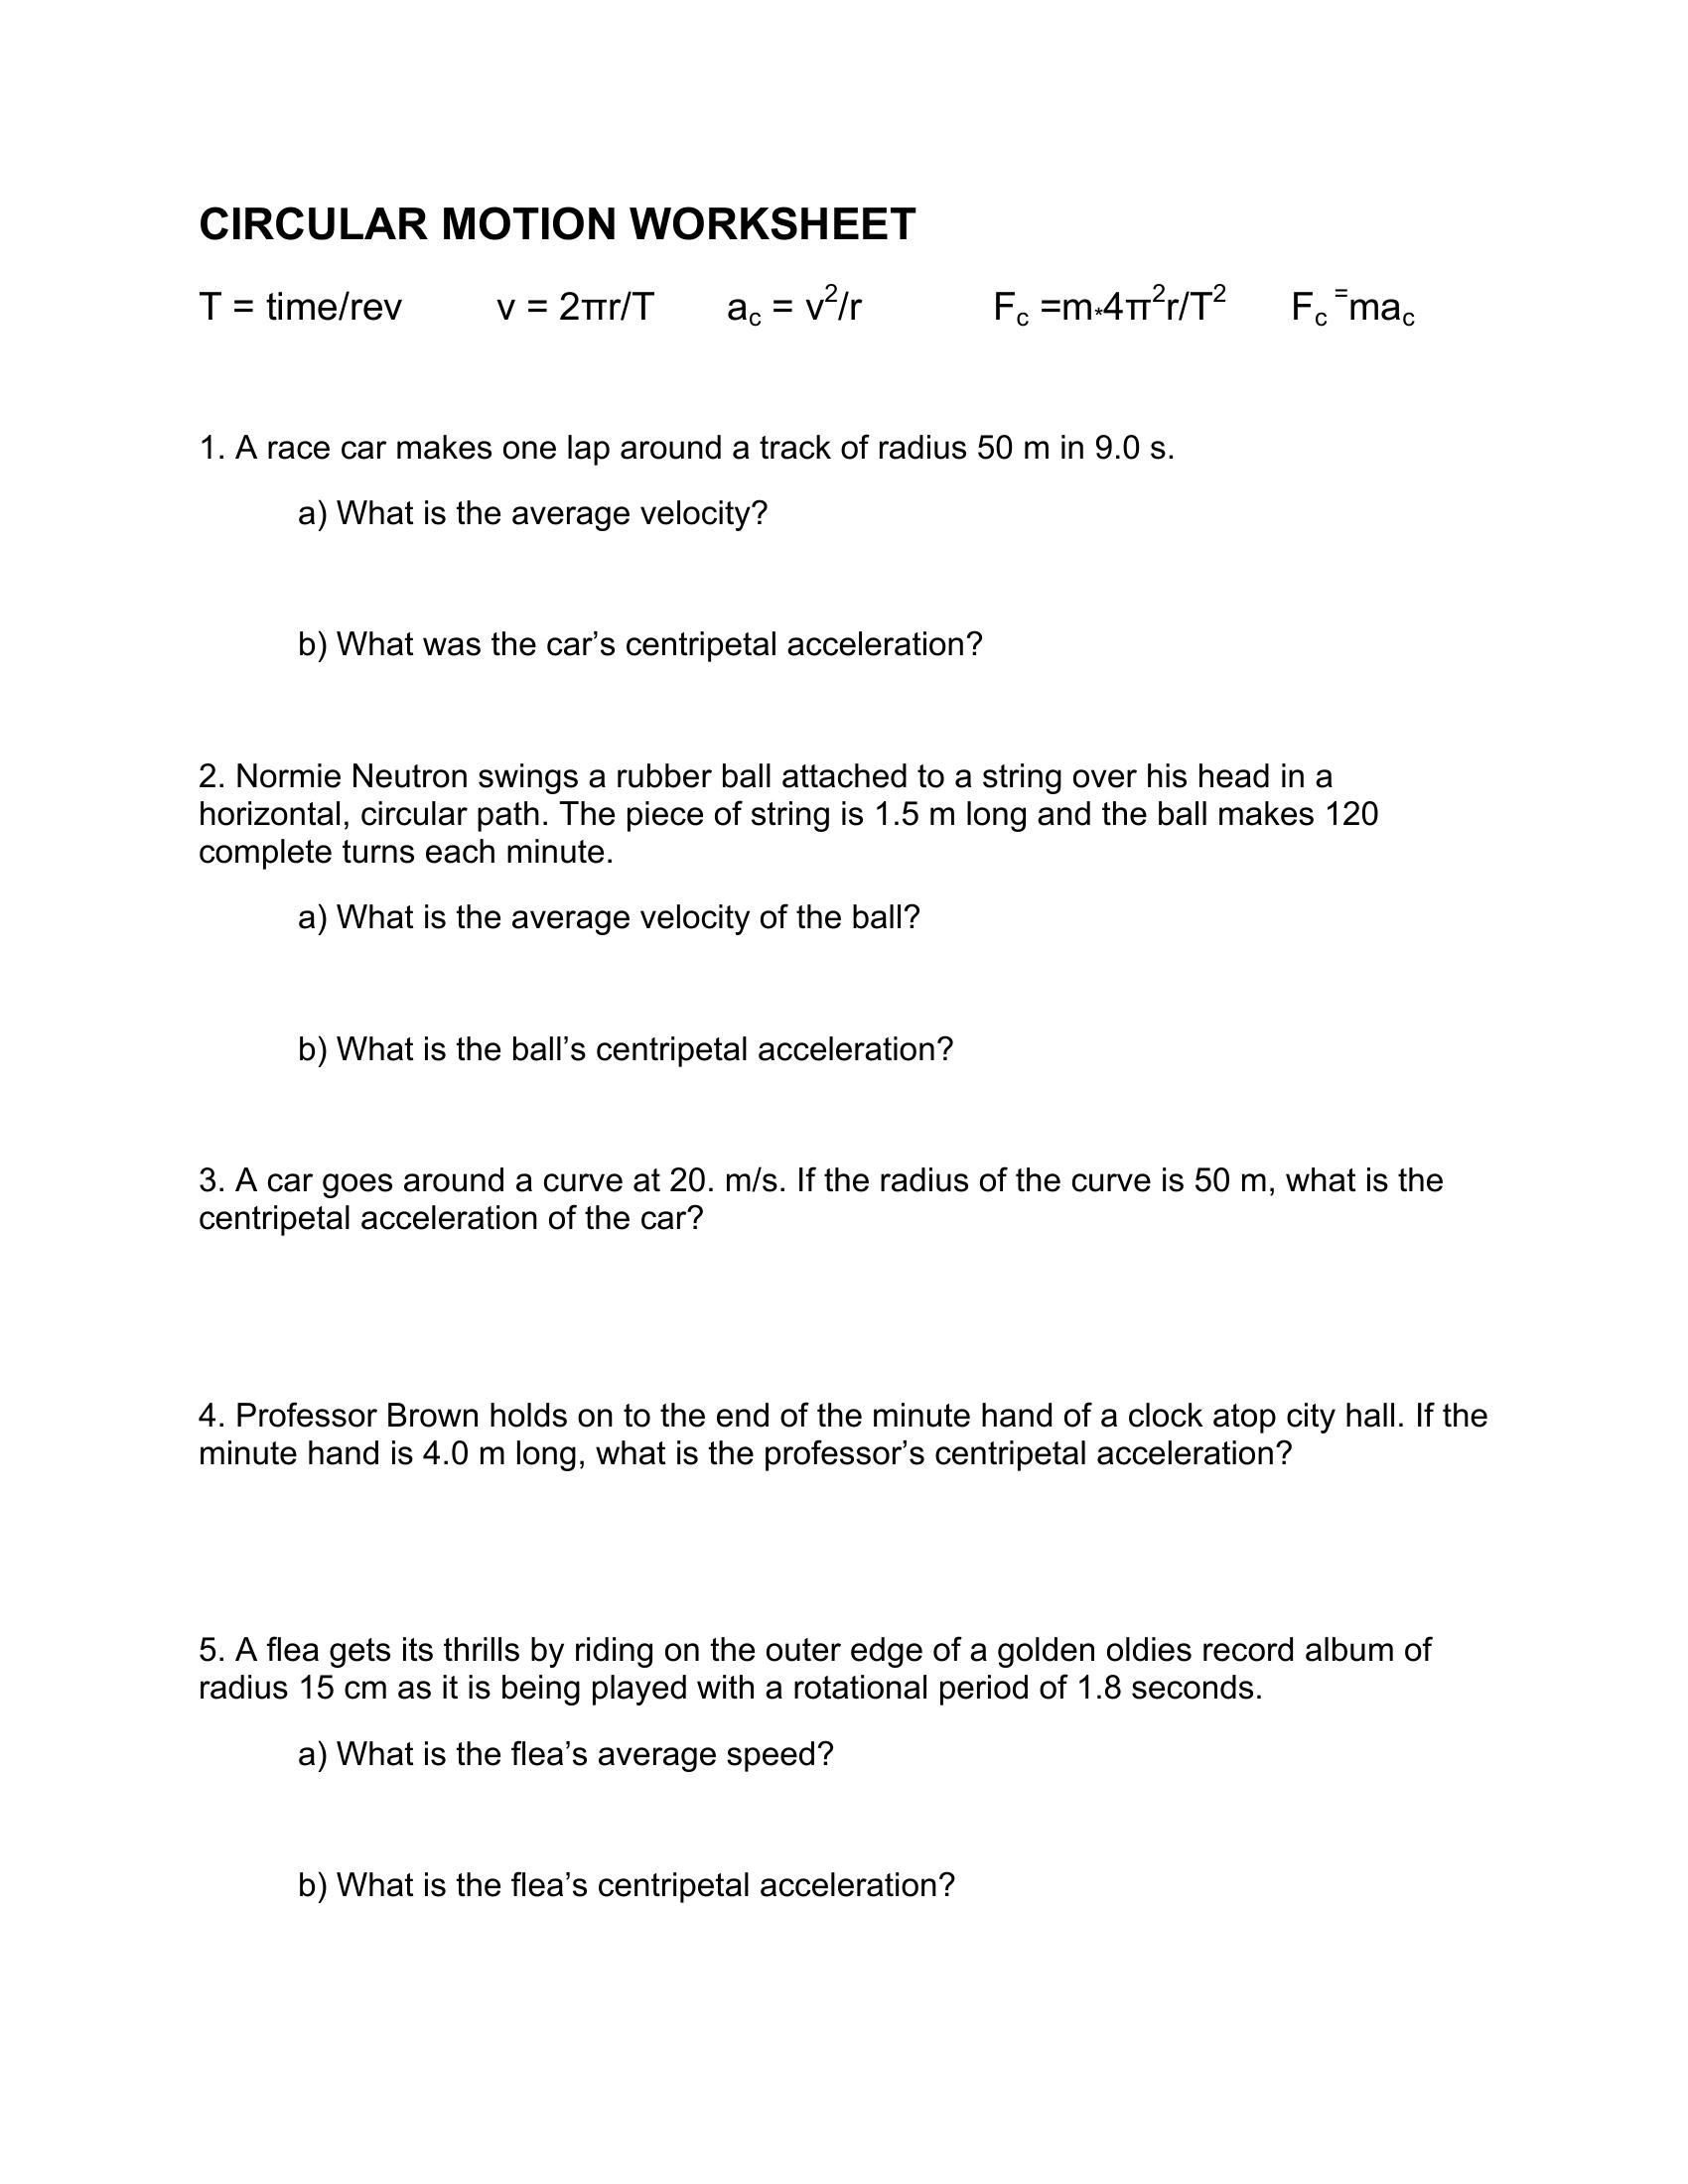 CIRCULAR MOTION WORKSHEET
T = time/rev v = 2πr/T a_c = v²/r F_c =m*4π²r/T² F_c ⁼ma_c
1. A race car makes one lap around a track of radius 50 m in 9.0 s.
a) What is the average velocity?
b) What was the car’s centripetal acceleration?
2. Normie Neutron swings a rubber ball attached to a string over his head in a
horizontal, circular path. The piece of string is 1.5 m long and the ball makes 120
complete turns each minute.
a) What is the average velocity of the ball?
b) What is the ball’s centripetal acceleration?
3. A car goes around a curve at 20. m/s. If the radius of the curve is 50 m, what is the
centripetal acceleration of the car?
4. Professor Brown holds on to the end of the minute hand of a clock atop city hall. If the
minute hand is 4.0 m long, what is the professor’s centripetal acceleration?
5. A flea gets its thrills by riding on the outer edge of a golden oldies record album of
radius 15 cm as it is being played with a rotational period of 1.8 seconds.
a) What is the flea’s average speed?
b) What is the flea’s centripetal acceleration?